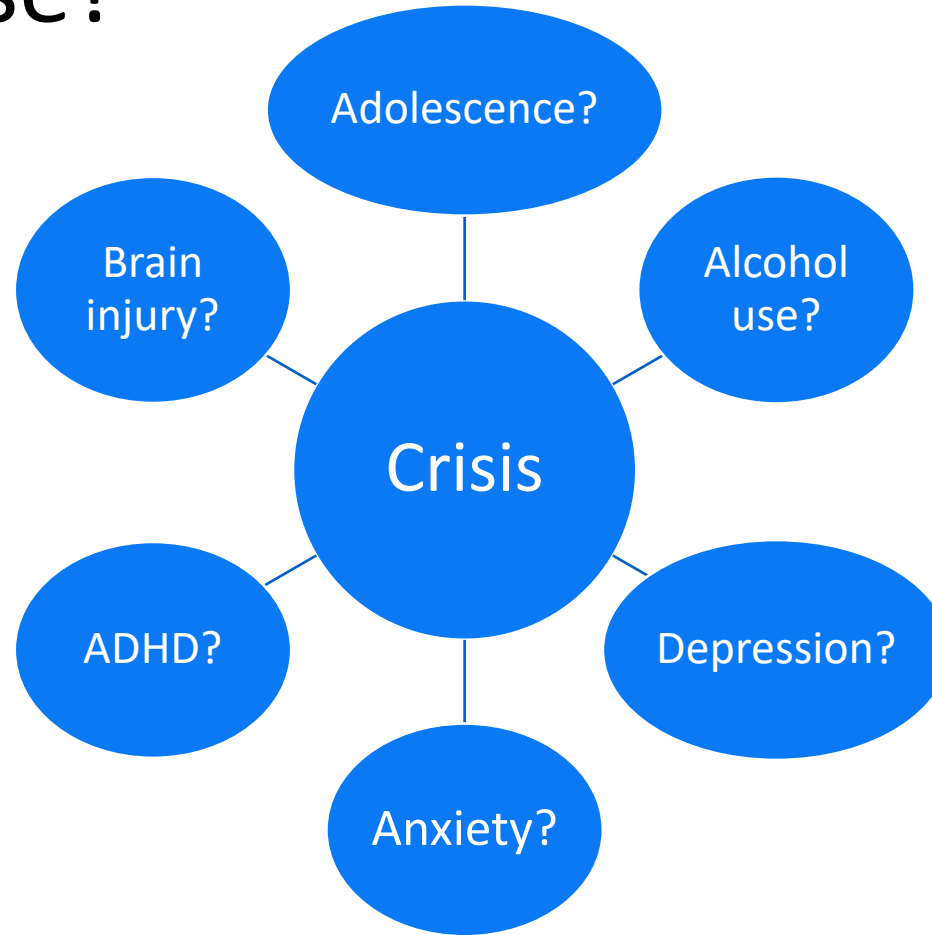 Adolescence?
Alcohol
use?
Depression?
Anxiety?
ADHD?
Brain
injury?
Crisis